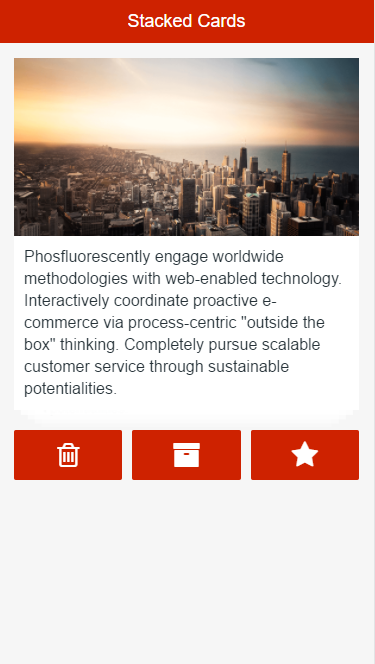 Stacked Cards
Phosfluorescently engage worldwide
methodologies with web-enabled technology.
Interactively coordinate proactive e-
commerce via process-centric "outside the
box" thinking. Completely pursue scalable
customer service through sustainable
potentialities.